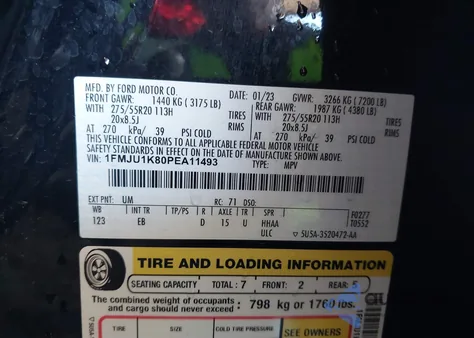 MFD. BY FORD MOTOR CO.
DATE: 01/23 GVWR: 3266 KG (7200 LB)
FRONT GAWR: 1440 KG (3175 LB) REAR GAWR: 1987 KG (4380 LB)
WITH 275/55R20 113H TIRES WITH 275/55R20 113H TIRES
20x8.5J RIMS 20x8.5J
AT 270 kPa/ 39 PSI COLD AT 270 kPa/ 39 PSI COLD
THIS VEHICLE CONFORMS TO ALL APPLICABLE FEDERAL MOTOR VEHICLE
SAFETY STANDARDS IN EFFECT ON THE DATE OF MANUFACTURE SHOWN ABOVE.
VIN: 1FMJU1K80PEA11493 TYPE: MPV
EXT PNT: UM RC: 71 DSO:
WB INT TR TP/PS R AXLE TR SPR F0277
123 EB D 15 U HHAA T0552
ULC ▽ 5U5A-3520472-AA
TIRE AND LOADING INFORMATION
SEATING CAPACITY TOTAL: 7 FRONT: 2 REAR: 5
The combined weight of occupants and cargo should never exceed: 798 kg or 1760 lbs.
TIRE SIZE COLD TIRE PRESSURE SEE OWNERS